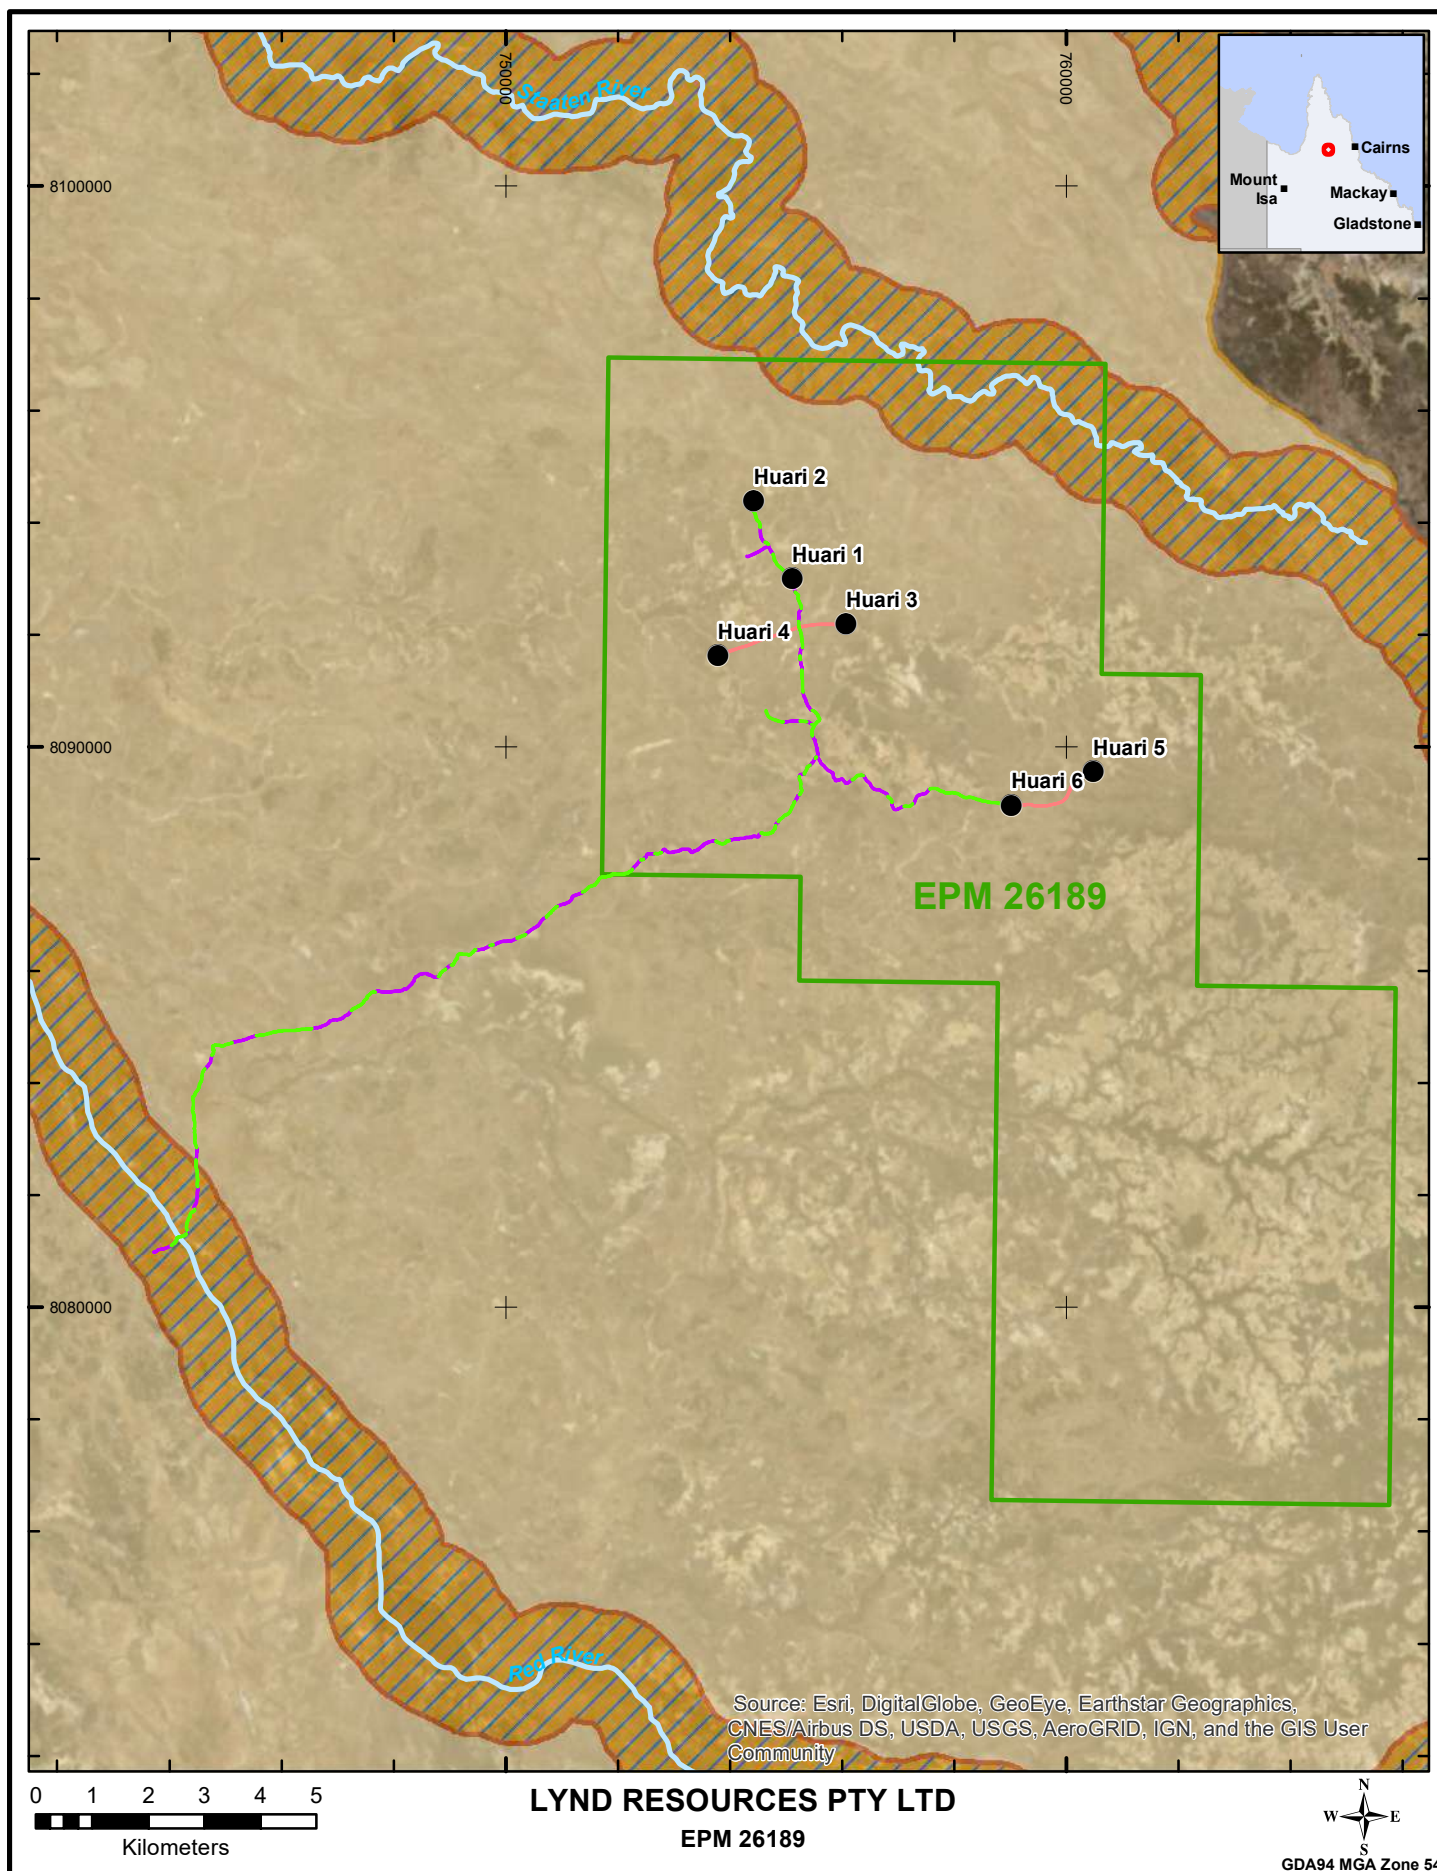 Staaten River
750000
760000
Cairns
Mount
Isa
Mackay
Gladstone
8100000
Huari 2
Huari 1
Huari 3
Huari 4
8090000
Huari 5
Huari 6
EPM 26189
8080000
Red River
Source: Esri, DigitalGlobe, GeoEye, Earthstar Geographics,
CNES/Airbus DS, USDA, USGS, AeroGRID, IGN, and the GIS User
Community
0 1 2 3 4 5
Kilometers
LYND RESOURCES PTY LTD
EPM 26189
N
W E
S
GDA94 MGA Zone 54